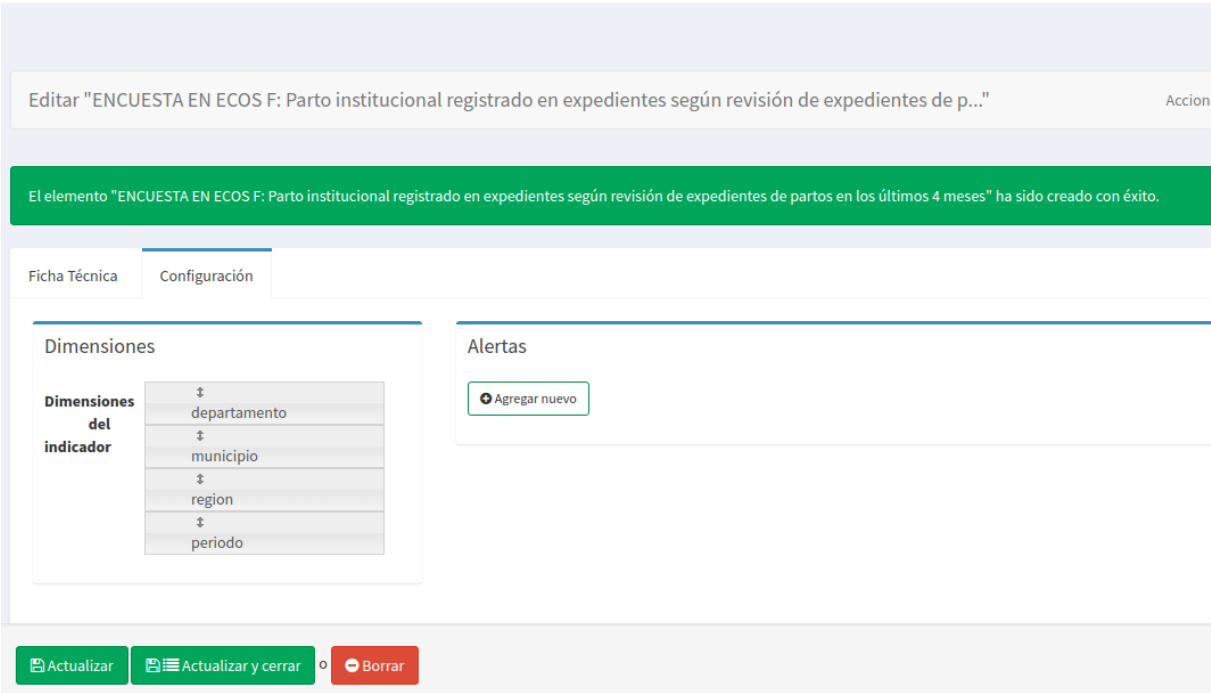 Editar "ENCUESTA EN ECOS F: Parto institucional registrado en expedientes según revisión de expedientes de p..."
Accion
El elemento "ENCUESTA EN ECOS F: Parto institucional registrado en expedientes según revisión de expedientes de partos en los últimos 4 meses" ha sido creado con éxito.
Ficha Técnica
Configuración
Dimensiones
Dimensiones
del
indicador
departamento
municipio
region
periodo
Alertas
Agregar nuevo
Actualizar
Actualizar y cerrar
o
Borrar